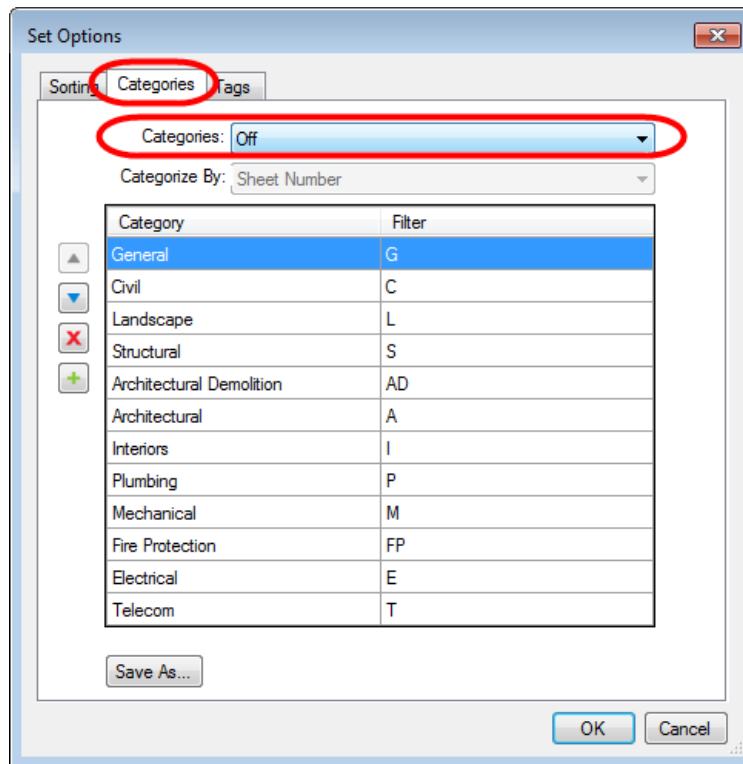 Set Options
Sorting Categories Tags
Categories: Off
Categorize By: Sheet Number
Category Filter
General G
Civil C
Landscape L
Structural S
Architectural Demolition AD
Architectural A
Interiors I
Plumbing P
Mechanical M
Fire Protection FP
Electrical E
Telecom T
Save As...
OK Cancel